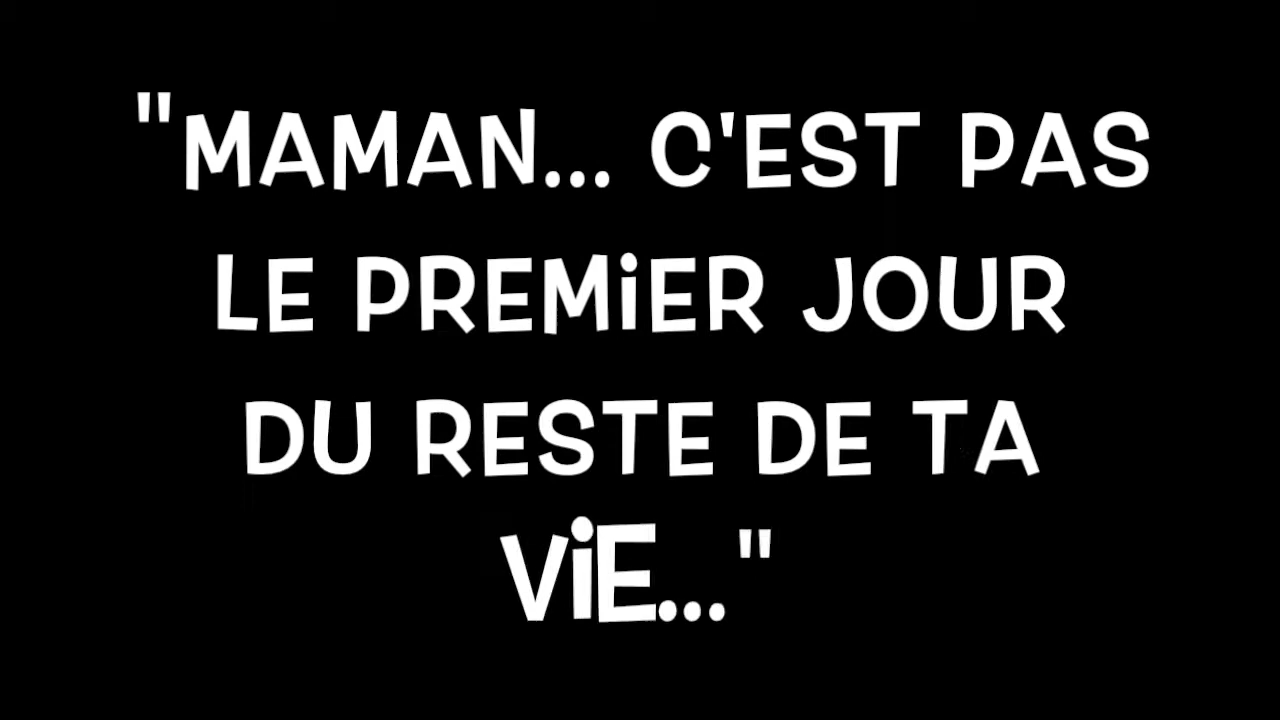 "MAMAN... C'EST PAS
LE PREMiER JOUR
DU RESTE DE TA
ViE..."